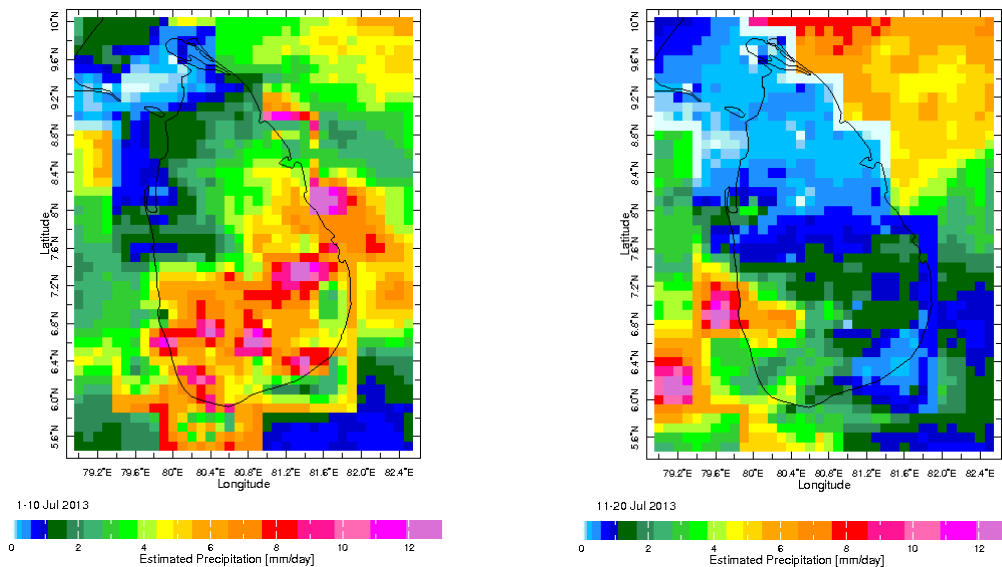 10°N
9.6°N
9.2°N
8.8°N
8.4°N
8°N
7.6°N
7.2°N
6.8°N
6.4°N
6.0°N
5.6°N
Latitude
79.2°E 79.6°E 80°E 80.4°E 80.8°E 81.2°E 81.6°E 82.0°E 82.4°E
Longitude
1-10 Jul 2013
0 2 4 6 8 10 12
Estimated Precipitation [mm/day]
10°N
9.6°N
9.2°N
8.8°N
8.4°N
8°N
7.6°N
7.2°N
6.8°N
6.4°N
6.0°N
5.6°N
Latitude
79.2°E 79.6°E 80°E 80.4°E 80.8°E 81.2°E 81.6°E 82.0°E 82.4°E
Longitude
11-20 Jul 2013
0 2 4 6 8 10 12
Estimated Precipitation [mm/day]